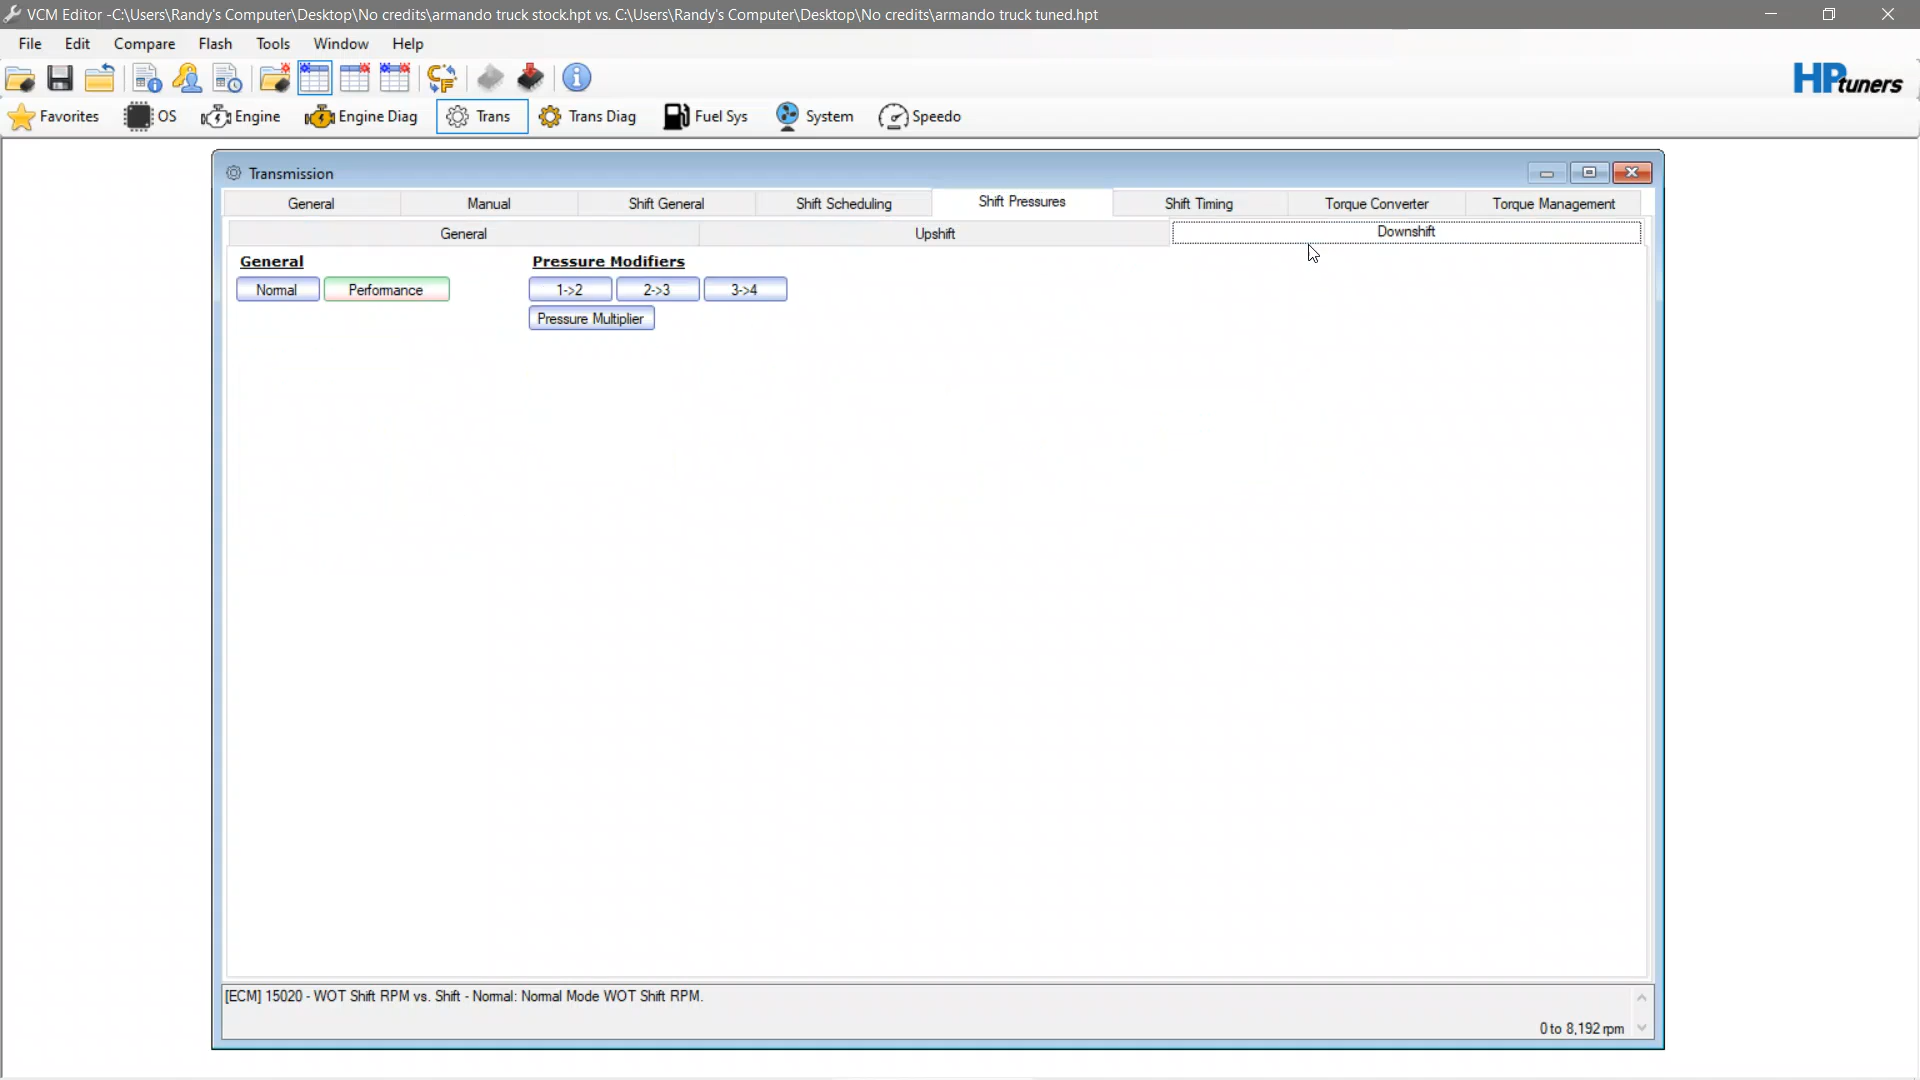 VCM Editor -C:\Users\Randy's Computer\Desktop\No credits\armando truck stock.hpt vs. C:\Users\Randy's Computer\Desktop\No credits\armando truck tuned.hpt
File Edit Compare Flash Tools Window Help
HPtuners
Favorites OS Engine Engine Diag Trans Trans Diag Fuel Sys System Speedo
Transmission
General Manual Shift General Shift Scheduling Shift Pressures Shift Timing Torque Converter Torque Management
General Upshift Downshift
General Pressure Modifiers
Normal Performance 1->2 2->3 3->4
Pressure Multiplier
[ECM] 15020 - WOT Shift RPM vs. Shift - Normal: Normal Mode WOT Shift RPM.
0 to 8,192 rpm